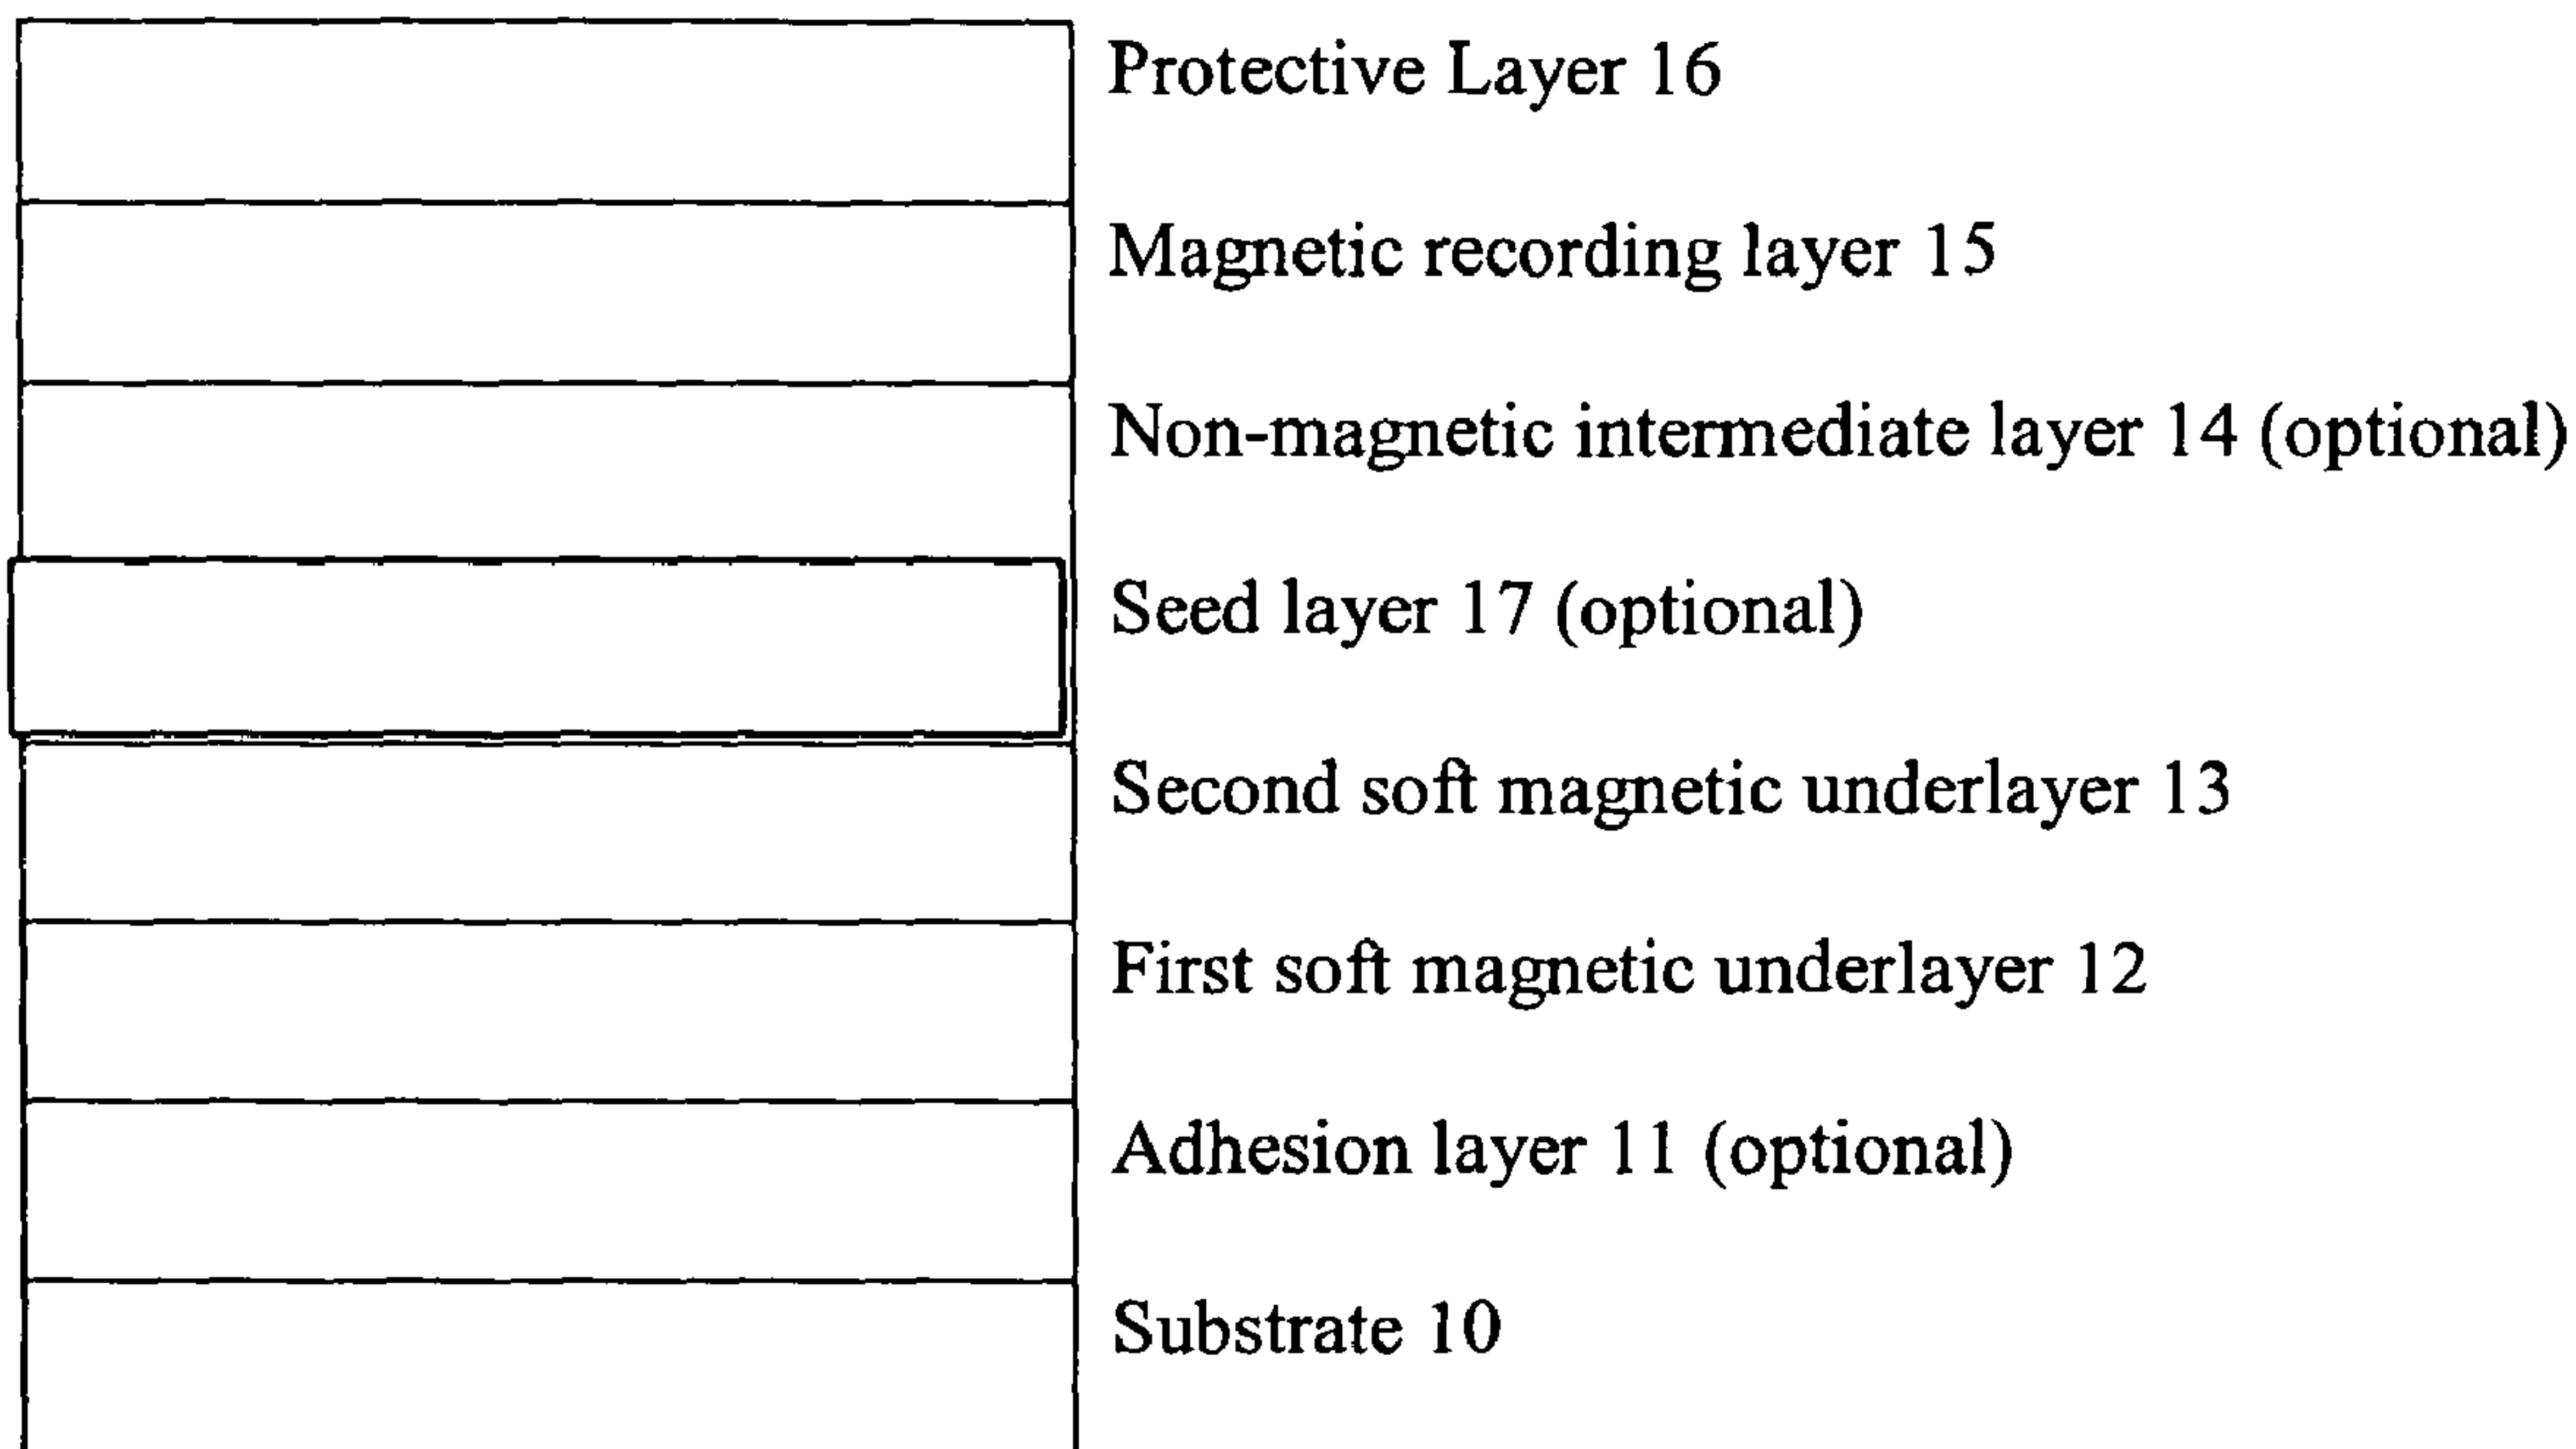 Protective Layer 16
Magnetic recording layer 15
Non-magnetic intermediate layer 14 (optional)
Seed layer 17 (optional)
Second soft magnetic underlayer 13
First soft magnetic underlayer 12
Adhesion layer 11 (optional)
Substrate 10